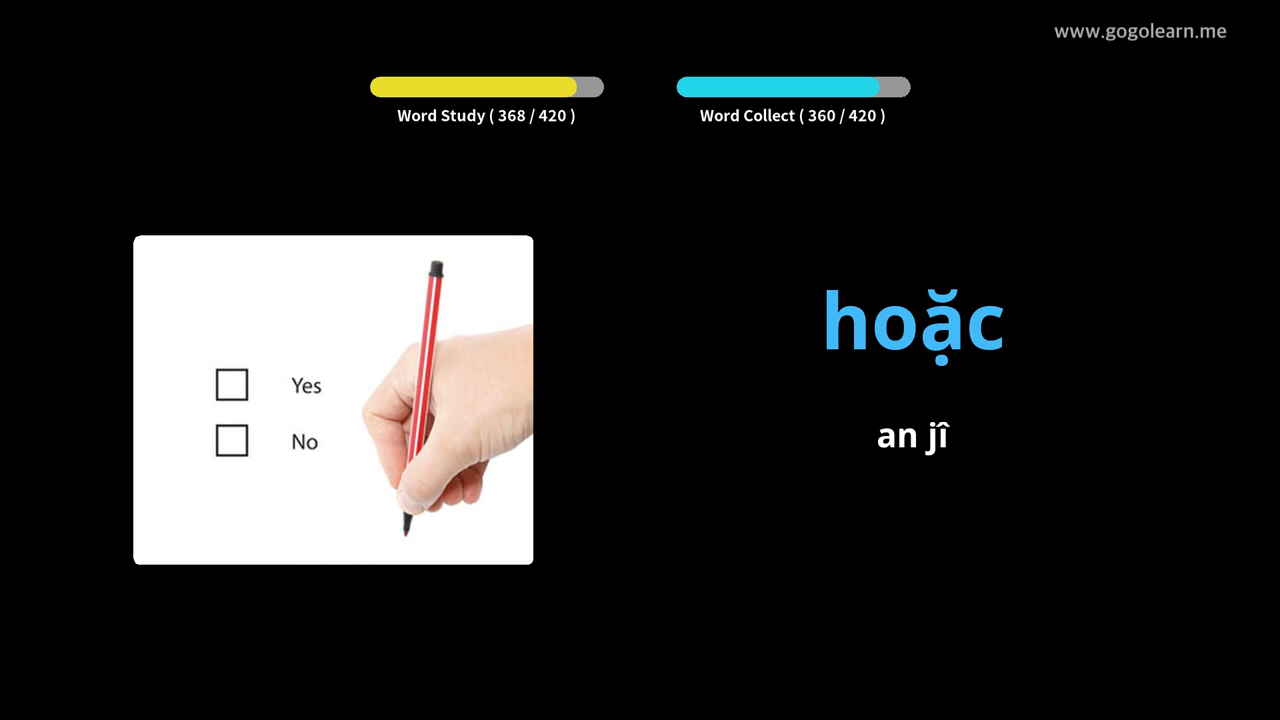 www.gogolearn.me
Word Study ( 368 / 420 )
Word Collect ( 360 / 420 )
Yes
No
hoặc
an jî